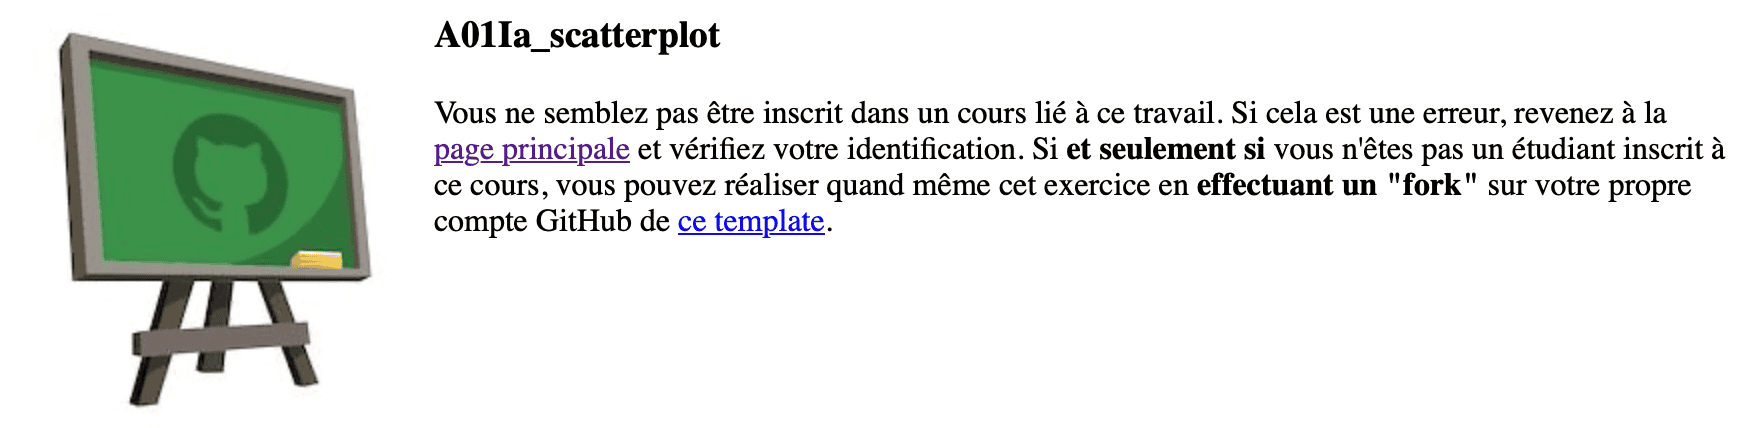 A01Ia_scatterplot
Vous ne semblez pas être inscrit dans un cours lié à ce travail. Si cela est une erreur, revenez à la
page principale et vérifiez votre identification. Si et seulement si vous n'êtes pas un étudiant inscrit à
ce cours, vous pouvez réaliser quand même cet exercice en effectuant un "fork" sur votre propre
compte GitHub de ce template.